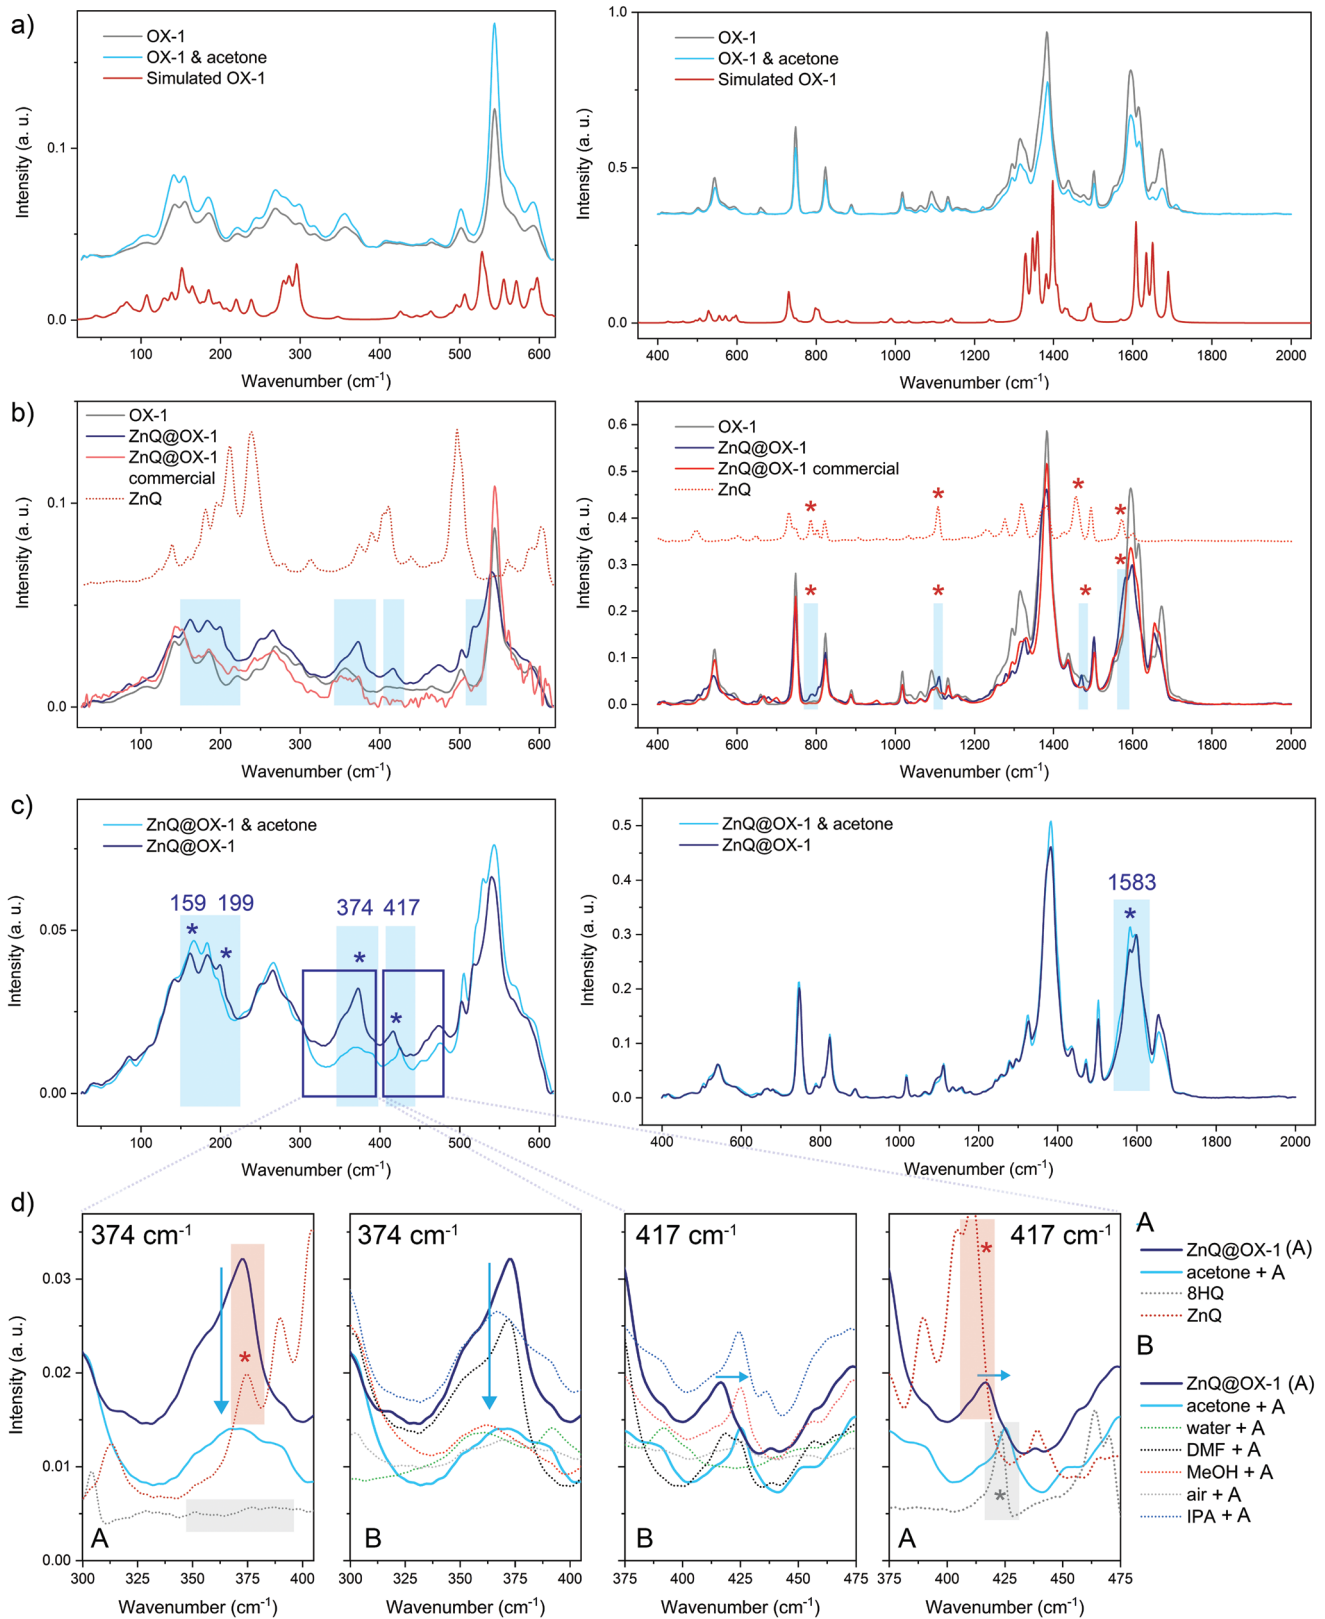 a)
OX-1
OX-1 & acetone
Simulated OX-1
Intensity (a. u.)
0.1
0.0
100 200 300 400 500 600
Wavenumber (cm-1)
OX-1
OX-1 & acetone
Simulated OX-1
Intensity (a. u.)
1.0
0.5
0.0
400 600 800 1000 1200 1400 1600 1800 2000
Wavenumber (cm-1)
b)
OX-1
ZnQ@OX-1
ZnQ@OX-1
commercial
ZnQ
Intensity (a. u.)
0.1
0.0
100 200 300 400 500 600
Wavenumber (cm-1)
OX-1
ZnQ@OX-1
ZnQ@OX-1 commercial
ZnQ
* * * *
* * * *
Intensity (a. u.)
0.6
0.5
0.4
0.3
0.2
0.1
0.0
400 600 800 1000 1200 1400 1600 1800 2000
Wavenumber (cm-1)
c)
ZnQ@OX-1 & acetone
ZnQ@OX-1
159 199 374 417
* * * *
Intensity (a. u.)
0.05
0.00
100 200 300 400 500 600
Wavenumber (cm-1)
ZnQ@OX-1 & acetone
ZnQ@OX-1
1583
*
Intensity (a. u.)
0.5
0.4
0.3
0.2
0.1
0.0
400 600 800 1000 1200 1400 1600 1800 2000
Wavenumber (cm-1)
d)
374 cm-1
*
A
Intensity (a. u.)
0.03
0.02
0.01
0.00
300 325 350 375 400
Wavenumber (cm-1)
374 cm-1
B
300 325 350 375 400
Wavenumber (cm-1)
417 cm-1
B
375 400 425 450 475
Wavenumber (cm-1)
417 cm-1
*
*
A
375 400 425 450 475
Wavenumber (cm-1)
A
ZnQ@OX-1 (A)
acetone + A
8HQ
ZnQ
B
ZnQ@OX-1 (A)
acetone + A
water + A
DMF + A
MeOH + A
air + A
IPA + A